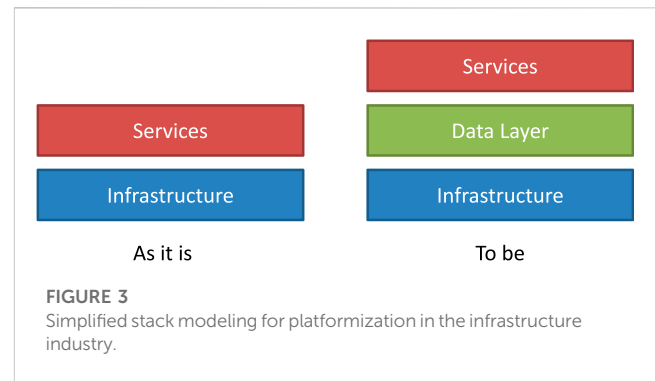 Services
Data Layer
Infrastructure
Services
Infrastructure
As it is
To be
FIGURE 3
Simplified stack modeling for platformization in the infrastructure
industry.